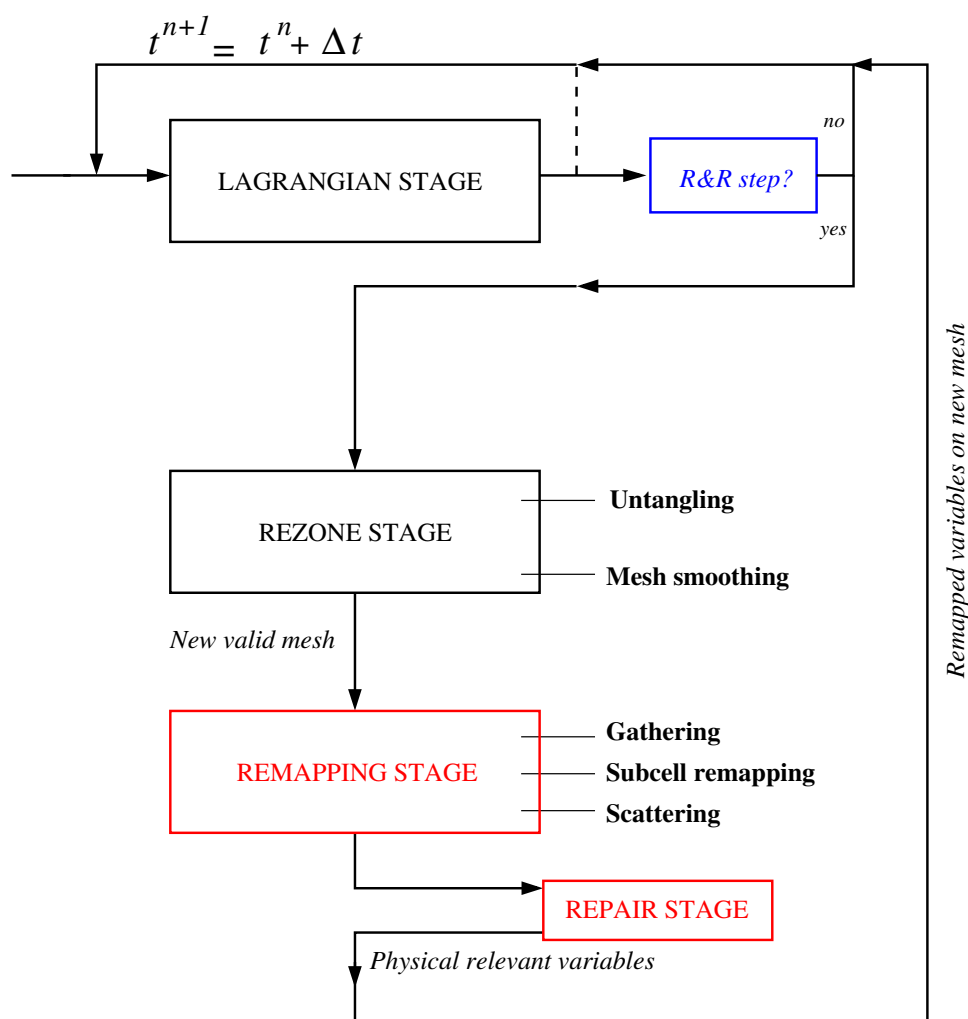 t^{n+1} = t^n + Δt
no
LAGRANGIAN STAGE
R&R step?
yes
Remapped variables on new mesh
Untangling
REZONE STAGE
Mesh smoothing
New valid mesh
Gathering
REMAPPING STAGE
Subcell remapping
Scattering
REPAIR STAGE
Physical relevant variables